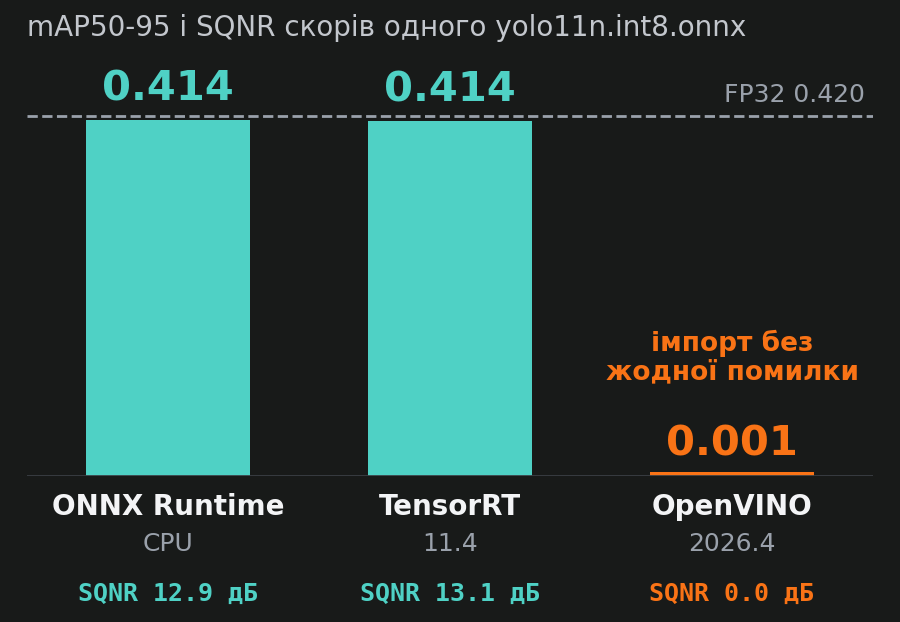 mAP50-95 і SQNR скорів одного yolo11n.int8.onnx
0.414
0.414
FP32 0.420
імпорт без
жодної помилки
0.001
ONNX Runtime
TensorRT
OpenVINO
CPU
11.4
2026.4
SQNR 12.9 дБ
SQNR 13.1 дБ
SQNR 0.0 дБ